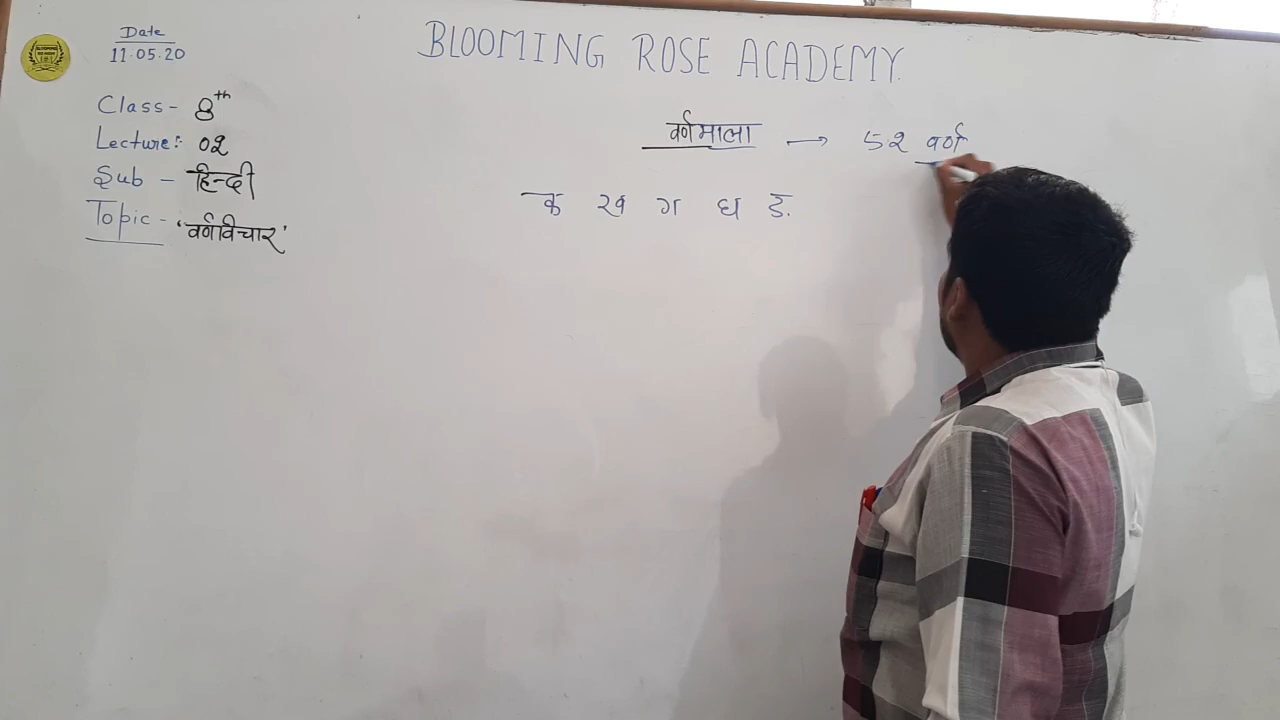 Date
11.05.20
BLOOMING ROSE ACADEMY.
Class- 8th
Lecture:- 02
Sub - हिन्दी
Topic - 'वर्णविचार'
वर्णमाला → 52 वर्ण
क ख ग घ ङ